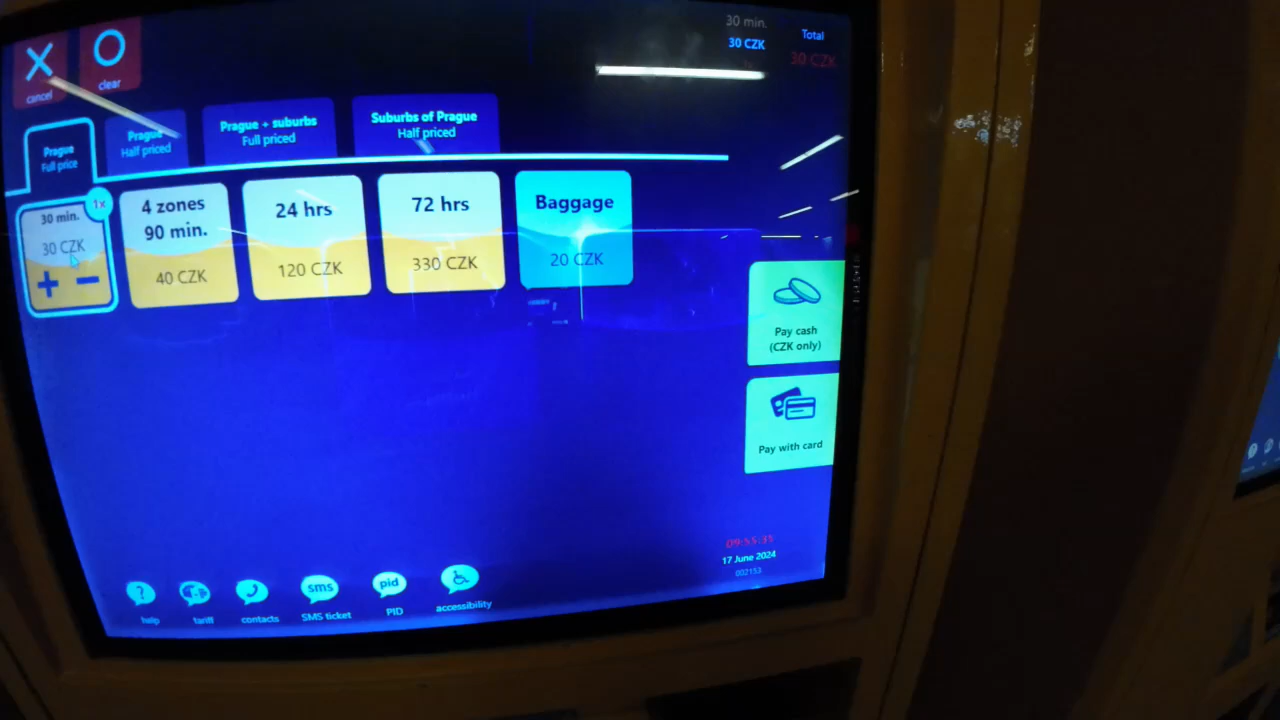 30 min.
30 CZK
1x
Total
30 CZK
cancel
clear
Prague
Full price
Prague
Half priced
Prague + suburbs
Full priced
Suburbs of Prague
Half priced
1x
30 min.
30 CZK
+ −
4 zones
90 min.
40 CZK
24 hrs
120 CZK
72 hrs
330 CZK
Baggage
20 CZK
Pay cash
(CZK only)
Pay with card
17 June 2024
002153
?
help
tariff
contacts
sms
SMS ticket
pid
PID
accessibility